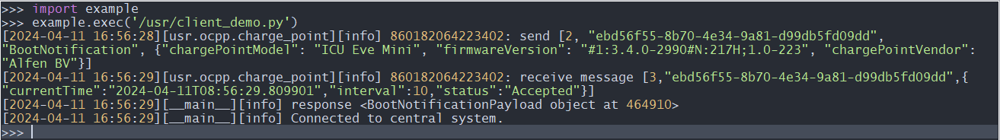 >>> import example
>>> example.exec('/usr/client_demo.py')
[2024-04-11 16:56:28][usr.ocpp.charge_point][info] 860182064223402: send [2, "ebd56f55-8b70-4e34-9a81-d99db5fd09dd",
"BootNotification", {"chargePointModel": "ICU Eve Mini", "firmwareVersion": "#1:3.4.0-2990#N:217H;1.0-223", "chargePointVendor":
"Alfen BV"}]
[2024-04-11 16:56:29][usr.ocpp.charge_point][info] 860182064223402: receive message [3,"ebd56f55-8b70-4e34-9a81-d99db5fd09dd",{
"currentTime":"2024-04-11T08:56:29.809901","interval":10,"status":"Accepted"}]
[2024-04-11 16:56:29][__main__][info] response <BootNotificationPayload object at 464910>
[2024-04-11 16:56:29][__main__][info] Connected to central system.
>>>